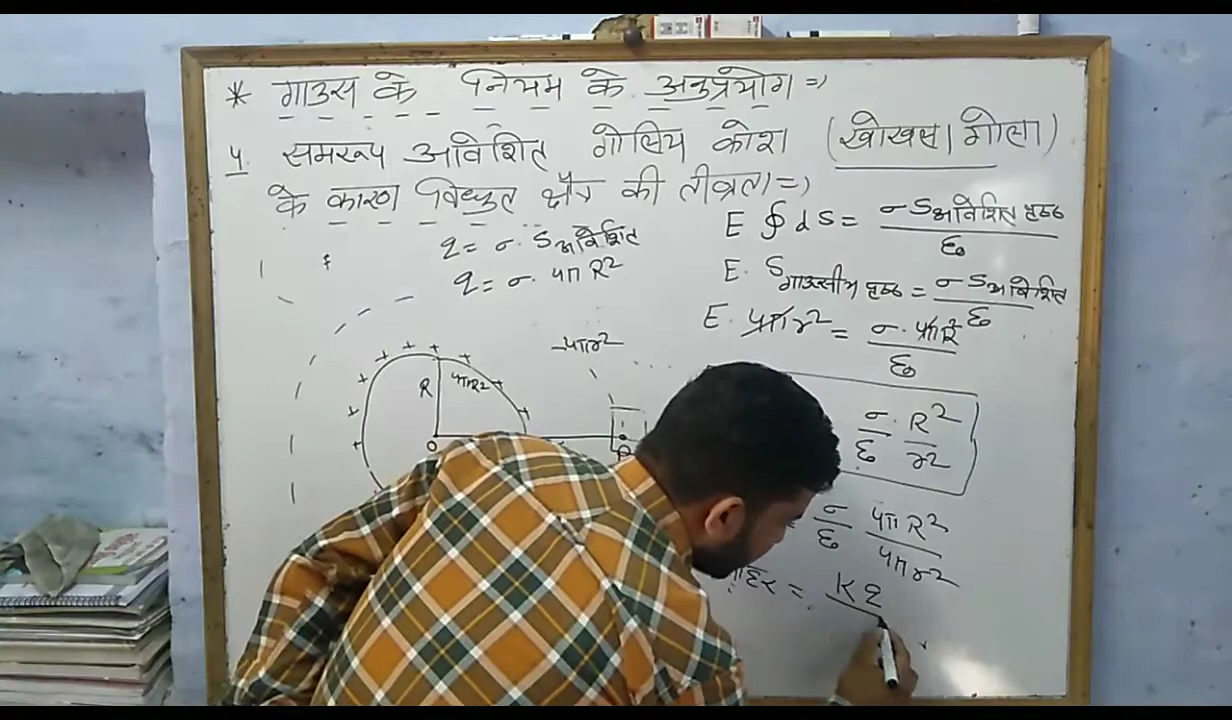 * गाउस के नियम के अनुप्रयोग =>
५ समरूप आवेशित गोलिय कोश (खोखला गोला)
के कारण विधुत क्षैत्र की तीव्रता =>
q = σ. S आवेशित
q = σ. 4π R²
E ∮ ds = σ S आवेशित पृष्ठ / ε₀
E. S गाउसीय पृष्ठ = σ S आवेशित / ε₀
E. 4πr² = σ. 4πR² / ε₀
4πr²
R
4πR²
O
P
σ/ε₀ . R²/r²
σ/ε₀ 4πR²/4πr²
= Kq